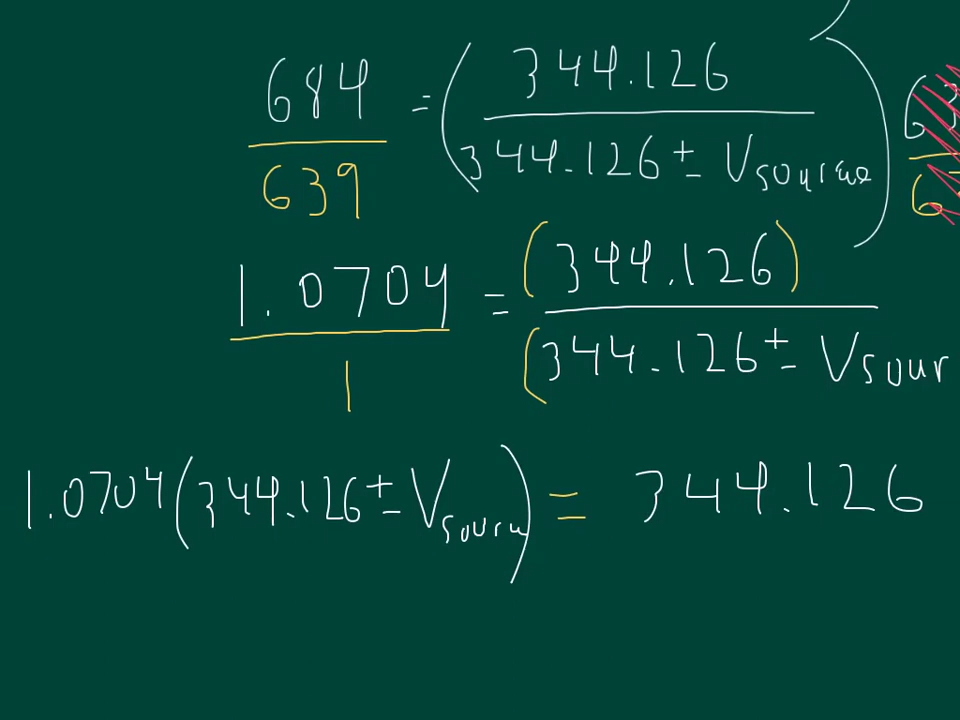 684/639 = (344.126/(344.126 ± Vsource))
1.0704/1 = (344.126)/(344.126 ± Vsour
1.0704(344.126 ± Vsource) = 344.126